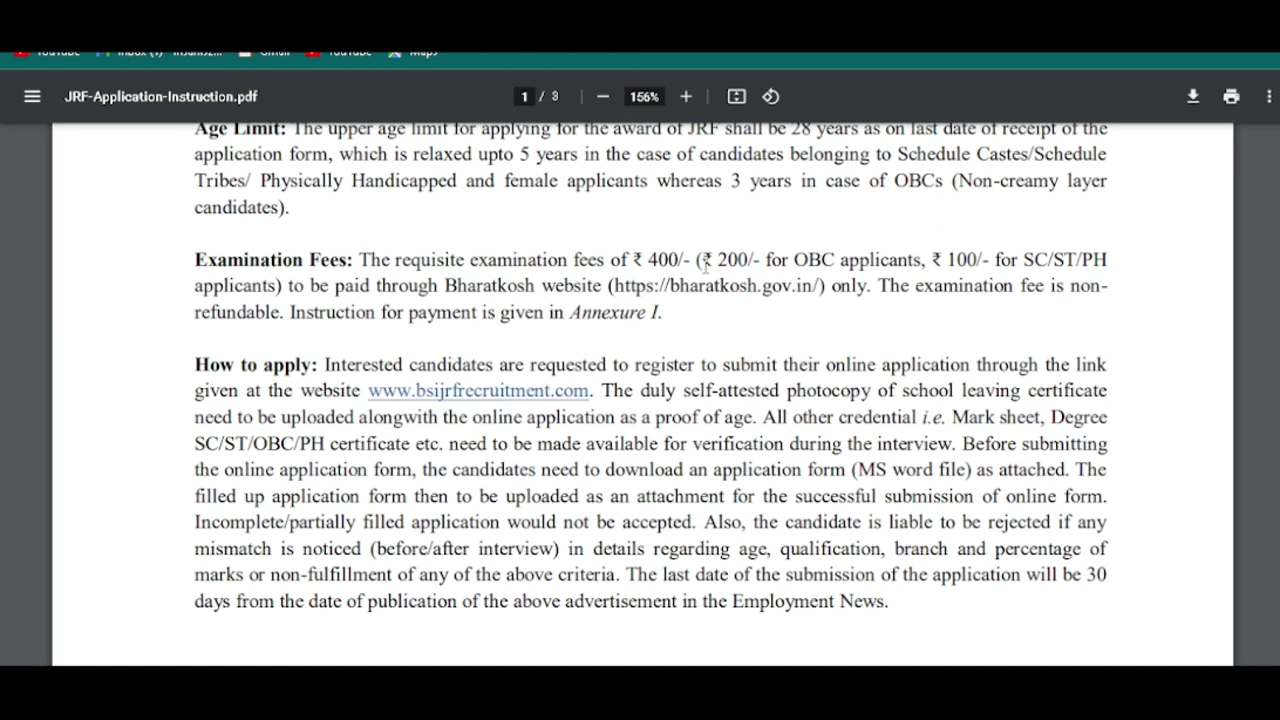 YouTube Inbox (1) Gmail YouTube Maps
JRF-Application-Instruction.pdf 1 / 3 156%
Age Limit: The upper age limit for applying for the award of JRF shall be 28 years as on last date of receipt of the
application form, which is relaxed upto 5 years in the case of candidates belonging to Schedule Castes/Schedule
Tribes/ Physically Handicapped and female applicants whereas 3 years in case of OBCs (Non-creamy layer
candidates).
Examination Fees: The requisite examination fees of ₹ 400/- (₹ 200/- for OBC applicants, ₹ 100/- for SC/ST/PH
applicants) to be paid through Bharatkosh website (https://bharatkosh.gov.in/) only. The examination fee is non-
refundable. Instruction for payment is given in Annexure I.
How to apply: Interested candidates are requested to register to submit their online application through the link
given at the website www.bsijrfrecruitment.com. The duly self-attested photocopy of school leaving certificate
need to be uploaded alongwith the online application as a proof of age. All other credential i.e. Mark sheet, Degree
SC/ST/OBC/PH certificate etc. need to be made available for verification during the interview. Before submitting
the online application form, the candidates need to download an application form (MS word file) as attached. The
filled up application form then to be uploaded as an attachment for the successful submission of online form.
Incomplete/partially filled application would not be accepted. Also, the candidate is liable to be rejected if any
mismatch is noticed (before/after interview) in details regarding age, qualification, branch and percentage of
marks or non-fulfillment of any of the above criteria. The last date of the submission of the application will be 30
days from the date of publication of the above advertisement in the Employment News.